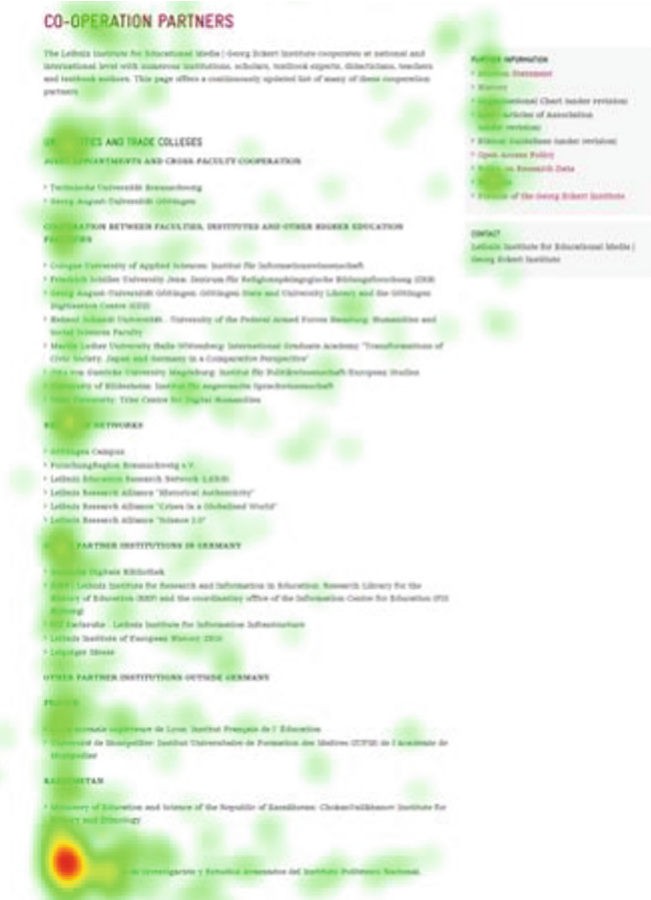 CO-OPERATION PARTNERS
The Leibniz Institute for Educational Media | Georg Eckert Institute cooperates at national and
international level with numerous institutions, scholars, textbook experts, didacticians, teachers
and textbook authors. This page offers a continuously updated list of many of these cooperation
partners.
AND TRADE COLLEGES
APPOINTMENTS AND CROSS-FACULTY COOPERATION
Technische Universität Braunschweig
Georg-August-Universität Göttingen
BETWEEN FACULTIES, INSTITUTES AND OTHER HIGHER EDUCATION
Cologne University of Applied Sciences: Institut für Informationswissenschaft
Friedrich Schiller University Jena: Zentrum für Religionspädagogische Bildungsforschung
Georg-August-Universität Göttingen: Göttingen State and University Library and the Göttingen
Digitisation Centre
Helmut Schmidt Universität - University of the Federal Armed Forces Hamburg: Humanities and
Social Sciences Faculty
Martin Luther University Halle-Wittenberg: International Graduate Academy "Transformations of
Civic Society. Japan and Germany in a Comparative Perspective"
Otto von Guericke University Magdeburg: Institut für Politikwissenschaft/European Studies
University of Hildesheim: Institut für angewandte Sprachwissenschaft
University: Trier Centre for Digital Humanities
NETWORKS
Göttingen Campus
ForschungRegion Braunschweig e.V.
Leibniz Education Research Network
Leibniz Research Alliance "Historical Authenticity"
Leibniz Research Alliance "Crises in a Globalised World"
Leibniz Research Alliance "Science 2.0"
PARTNER INSTITUTIONS IN GERMANY
Digitale Bibliothek
| Leibniz Institute for Research and Information in Education: Research Library for the
History of Education (BBF) and the coordinating office of the Information Centre for Education (FIS
Bildung)
Karlsruhe - Leibniz Institute for Information Infrastructure
Leibniz Institute of European History
Leipziger Messe
OTHER PARTNER INSTITUTIONS OUTSIDE GERMANY
normale supérieure de Lyon: Institut Français de l'Éducation
Université de Montpellier: Institut Universitaire de Formation des Maîtres (IUFM) de l'Académie de
Montpellier
KAZAKHSTAN
Ministry of Education and Science of the Republic of Kazakhstan: Institute for
and Ethnology
de Investigación y Estudios Avanzados del Instituto Politécnico Nacional
FURTHER INFORMATION
Mission Statement
History
Organisational Chart (under revision)
Articles of Association
(under revision)
Ethical Guidelines (under revision)
Open Access Policy
Policy on Research Data
Friends of the Georg Eckert Institute
CONTACT
Leibniz Institute for Educational Media |
Georg Eckert Institute